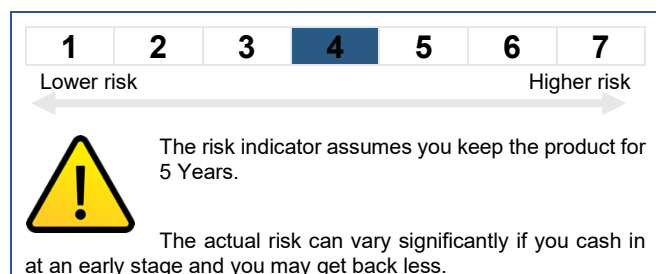 1 2 3 4 5 6 7
Lower risk Higher risk
The risk indicator assumes you keep the product for
5 Years.
The actual risk can vary significantly if you cash in
at an early stage and you may get back less.